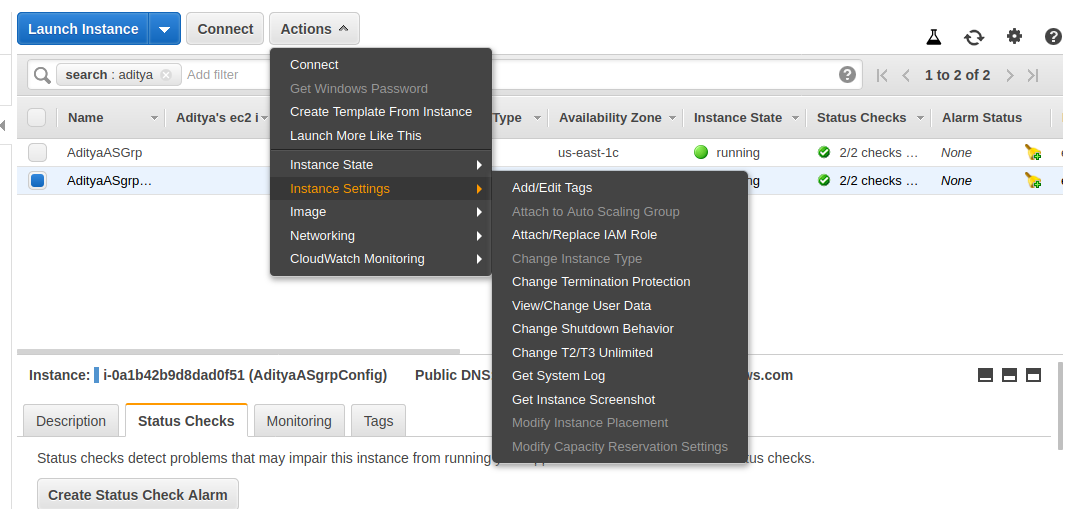 Launch Instance
Connect
Actions
search : aditya
Add filter
1 to 2 of 2
Name
Aditya's ec2 i
Type
Availability Zone
Instance State
Status Checks
Alarm Status
AdityaASGrp
us-east-1c
running
2/2 checks ...
None
AdityaASgrp...
ng
2/2 checks ...
None
Connect
Get Windows Password
Create Template From Instance
Launch More Like This
Instance State
Instance Settings
Image
Networking
CloudWatch Monitoring
Add/Edit Tags
Attach to Auto Scaling Group
Attach/Replace IAM Role
Change Instance Type
Change Termination Protection
View/Change User Data
Change Shutdown Behavior
Change T2/T3 Unlimited
Get System Log
Get Instance Screenshot
Modify Instance Placement
Modify Capacity Reservation Settings
Instance: i-0a1b42b9d8dad0f51 (AdityaASgrpConfig) Public DNS ws.com
Description
Status Checks
Monitoring
Tags
Status checks detect problems that may impair this instance from running tus checks.
Create Status Check Alarm